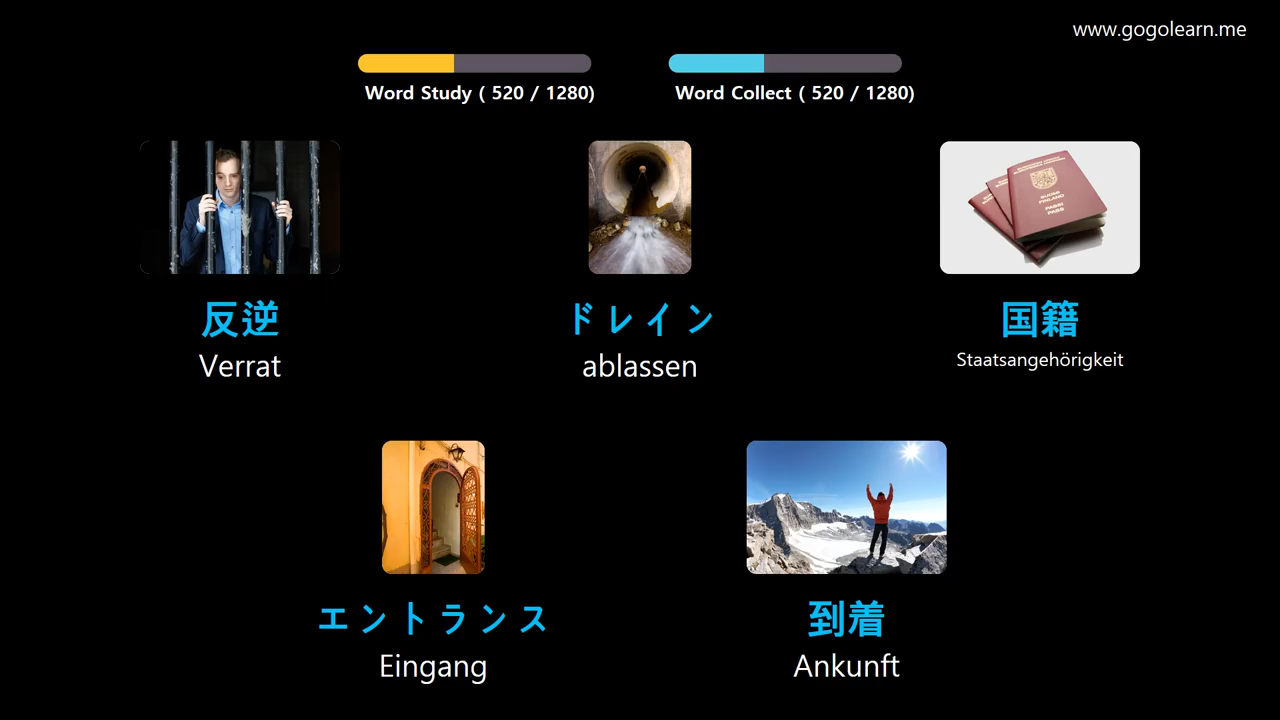 www.gogolearn.me
Word Study ( 520 / 1280)
Word Collect ( 520 / 1280)
反逆
Verrat
ドレイン
ablassen
国籍
Staatsangehörigkeit
エントランス
Eingang
到着
Ankunft